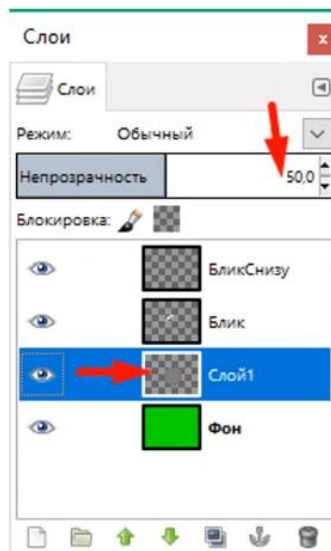 Слои
Слои
Режим: Обычный
Непрозрачность 50,0
Блокировка:
БликСнизу
Блик
Слой1
Фон